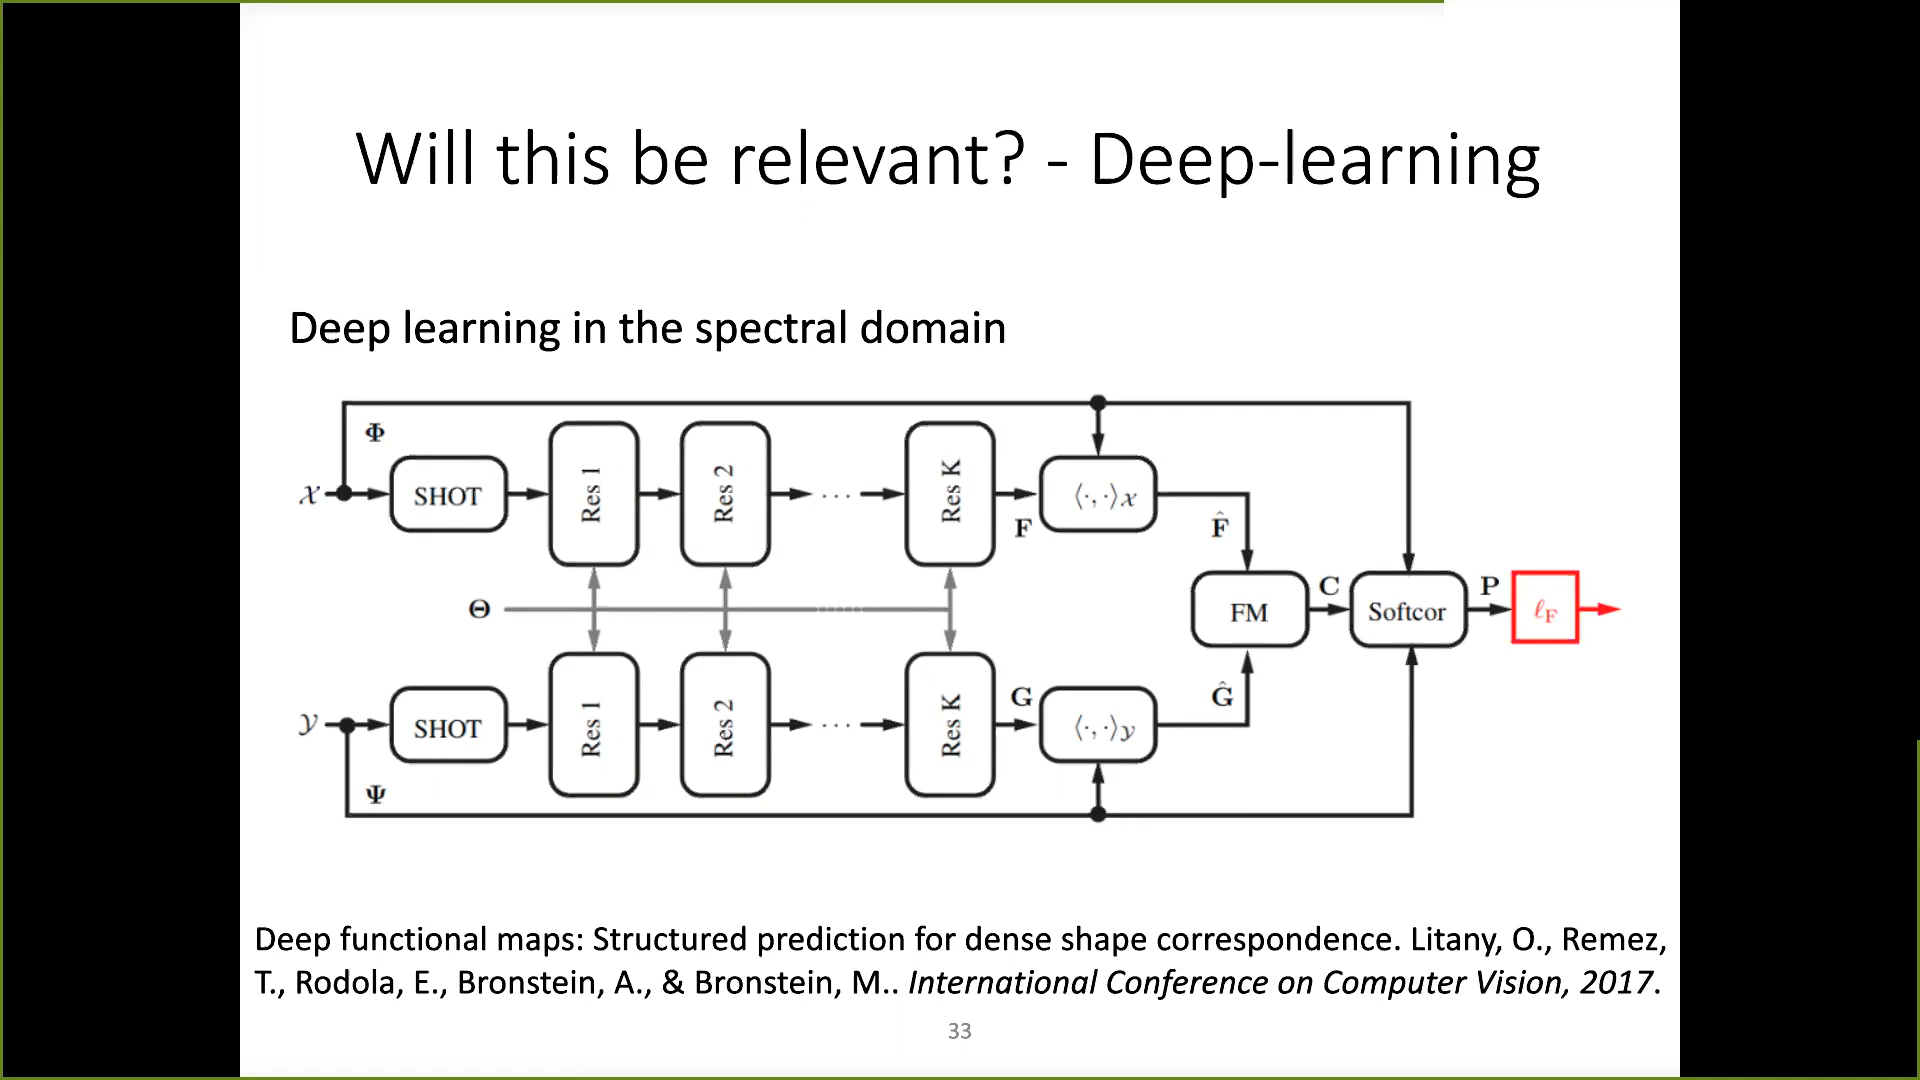 Will this be relevant? - Deep-learning
Deep learning in the spectral domain
Φ
𝒳 SHOT Res 1 Res 2 ... Res K F ⟨·,·⟩𝒳 F̂
Θ FM C Softcor P ℓF
𝒴 SHOT Res 1 Res 2 ... Res K G ⟨·,·⟩𝒴 Ĝ
Ψ
Deep functional maps: Structured prediction for dense shape correspondence. Litany, O., Remez,
T., Rodola, E., Bronstein, A., & Bronstein, M.. International Conference on Computer Vision, 2017.
33